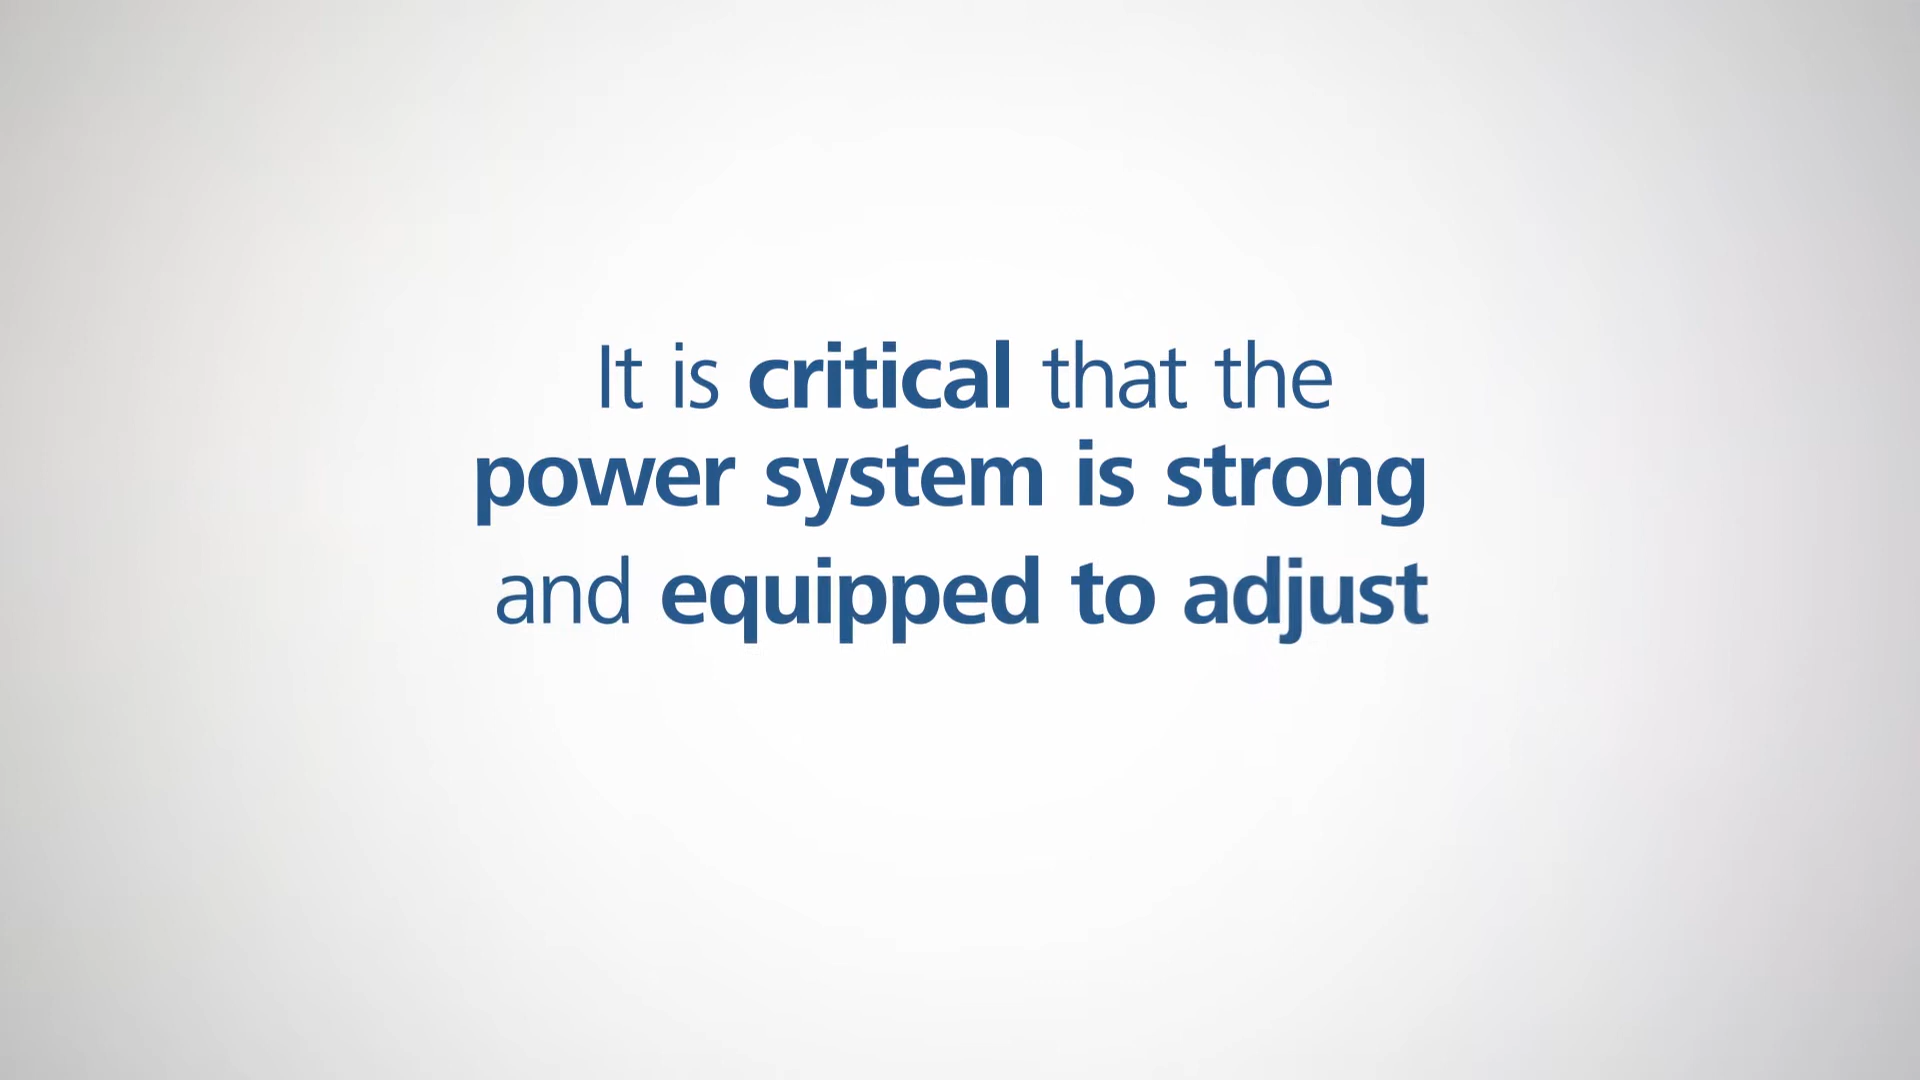 It is critical that the
power system is strong
and equipped to adjust